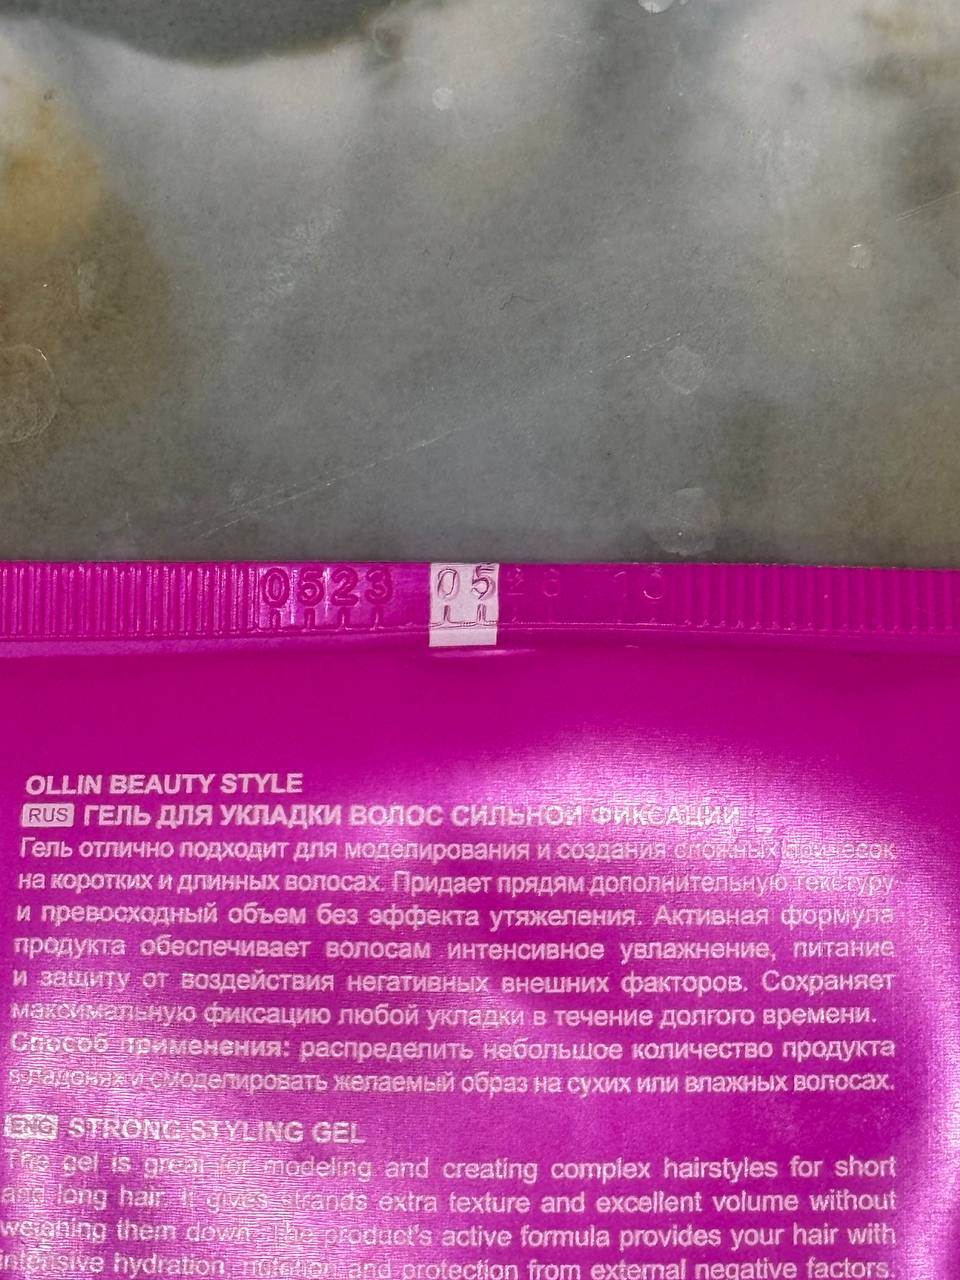 0523 0526 13
OLLIN BEAUTY STYLE
RUS ГЕЛЬ ДЛЯ УКЛАДКИ ВОЛОС СИЛЬНОЙ ФИКСАЦИИ
Гель отлично подходит для моделирования и создания сложных причесок
на коротких и длинных волосах. Придает прядям дополнительную текстуру
и превосходный объем без эффекта утяжеления. Активная формула
продукта обеспечивает волосам интенсивное увлажнение, питание
и защиту от воздействия негативных внешних факторов. Сохраняет
максимальную фиксацию любой укладки в течение долгого времени.
Способ применения: распределить небольшое количество продукта
в ладонях и смоделировать желаемый образ на сухих или влажных волосах.
ENG STRONG STYLING GEL
The gel is great for modeling and creating complex hairstyles for short
and long hair. It gives strands extra texture and excellent volume without
weighing them down. The product's active formula provides your hair with
intensive hydration, nutrition and protection from external negative factors.